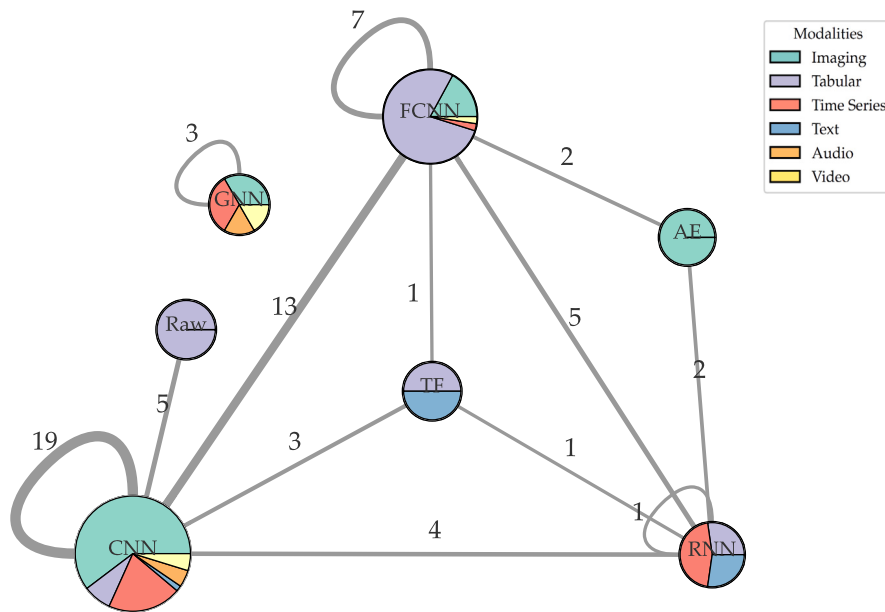 7
Modalities
Imaging
Tabular
Time Series
Text
Audio
Video
FCNN
3
2
GNN
AE
13
1
5
Raw
2
TF
5
19
3
1
1
4
CNN
RNN